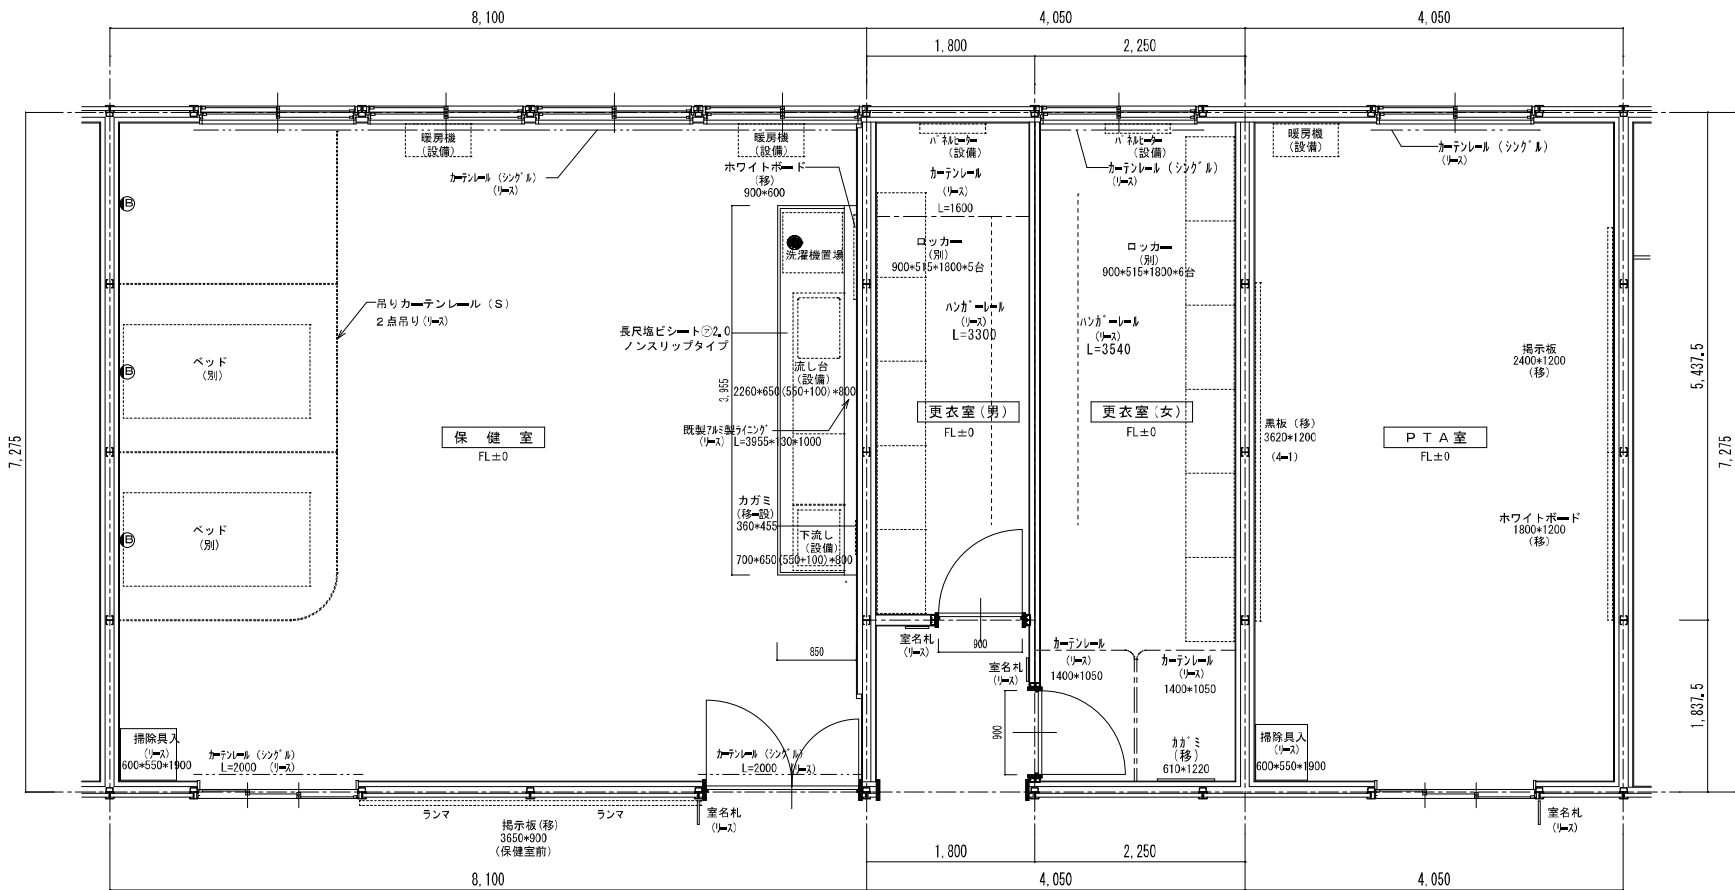 8,100
4,050
4,050
1,800
2,250
暖房機
(設備)
暖房機
(設備)
カーテンレール (シングル)
(リース)
ホワイトボード
(移)
900*600
洗濯機置場
吊りカーテンレール (S)
2点吊り(リース)
長尺塩ビシート㋐2.0
ノンスリップタイプ
3,955
流し台
(設備)
2260*650(550+100)*800
既製アルミ製ライニング
(リース) L=3955*130*1000
カガミ
(移-設)
360*455
下流し
(設備)
700*650(550+100)*800
850
B
B
B
ベッド
(別)
ベッド
(別)
保 健 室
FL±0
掃除具入
(リース)
600*550*1900
カーテンレール (シングル)
L=2000 (リース)
カーテンレール (シングル)
L=2000 (リース)
ランマ
ランマ
掲示板(移)
3650*900
(保健室前)
室名札
(リース)
パネルヒーター
(設備)
カーテンレール
(リース)
L=1600
ロッカー
(別)
900*515*1800*5台
ハンガーレール
(リース)
L=3300
更衣室(男)
FL±0
室名札
(リース)
900
室名札
(リース)
900
パネルヒーター
(設備)
カーテンレール (シングル)
(リース)
ロッカー
(別)
900*515*1800*6台
ハンガーレール
(リース)
L=3540
更衣室(女)
FL±0
カーテンレール
(リース)
1400*1050
カーテンレール
(リース)
1400*1050
カガミ
(移)
610*1220
暖房機
(設備)
カーテンレール (シングル)
(リース)
掲示板
2400*1200
(移)
黒板 (移)
3620*1200
(4-1)
PTA室
FL±0
ホワイトボード
1800*1200
(移)
掃除具入
(リース)
600*550*1900
室名札
(リース)
7,275
5,437.5
7,275
1,837.5
1,800
2,250
8,100
4,050
4,050